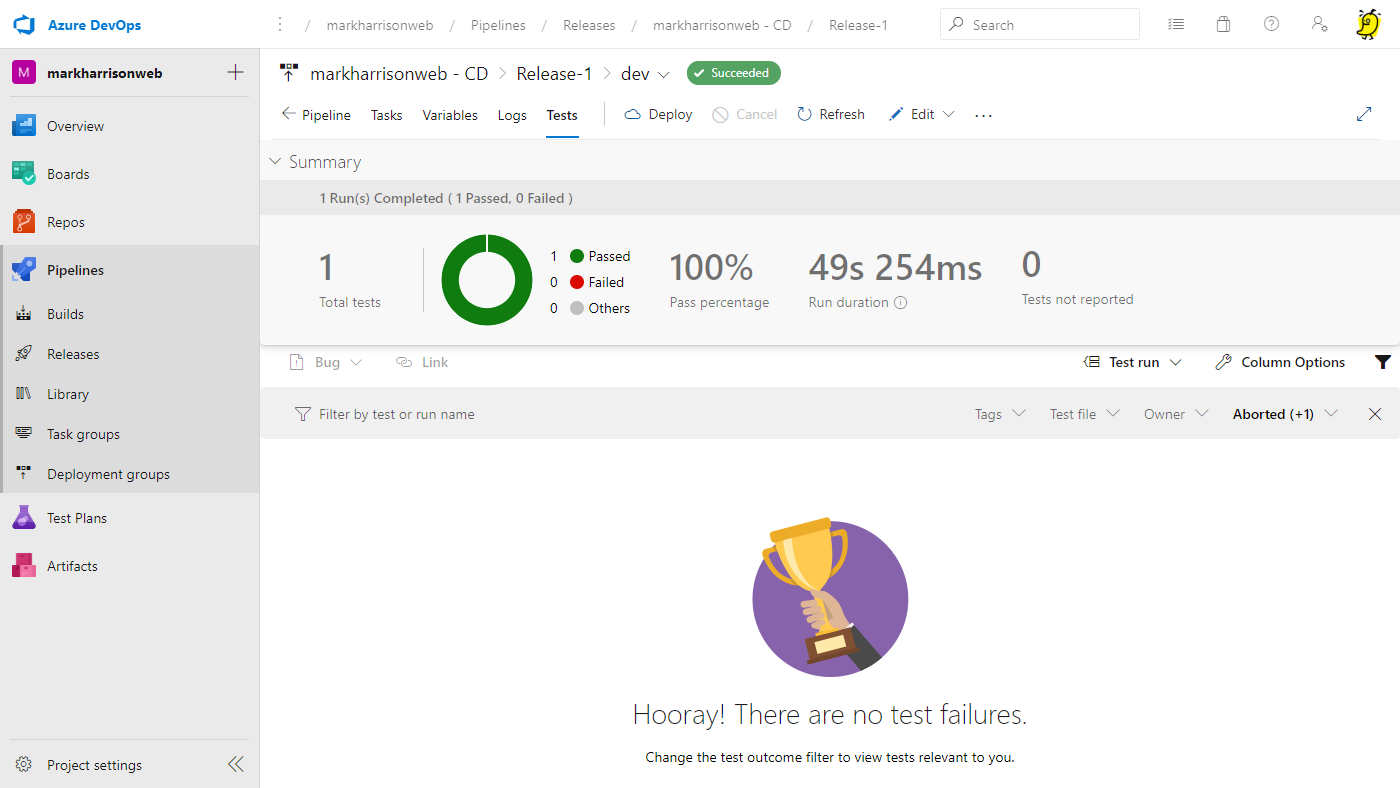 Azure DevOps
/ markharrisonweb / Pipelines / Releases / markharrisonweb - CD / Release-1
Search
M markharrisonweb
Overview
Boards
Repos
Pipelines
Builds
Releases
Library
Task groups
Deployment groups
Test Plans
Artifacts
Project settings
markharrisonweb - CD > Release-1 > dev Succeeded
Pipeline Tasks Variables Logs Tests Deploy Cancel Refresh Edit ...
Summary
1 Run(s) Completed ( 1 Passed, 0 Failed )
1
Total tests
1 Passed
0 Failed
0 Others
100%
Pass percentage
49s 254ms
Run duration
0
Tests not reported
Bug Link Test run Column Options
Filter by test or run name Tags Test file Owner Aborted (+1)
Hooray! There are no test failures.
Change the test outcome filter to view tests relevant to you.